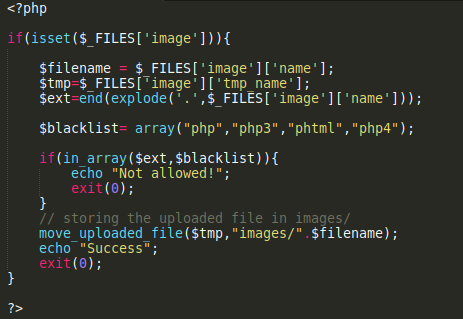 <?php
if(isset($_FILES['image'])){
$filename = $_FILES['image']['name'];
$tmp=$_FILES['image']['tmp_name'];
$ext=end(explode('.',$_FILES['image']['name']));
$blacklist= array("php","php3","phtml","php4");
if(in_array($ext,$blacklist)){
echo "Not allowed!";
exit(0);
}
// storing the uploaded file in images/
move_uploaded_file($tmp,"images/".$filename);
echo "Success";
exit(0);
}
?>